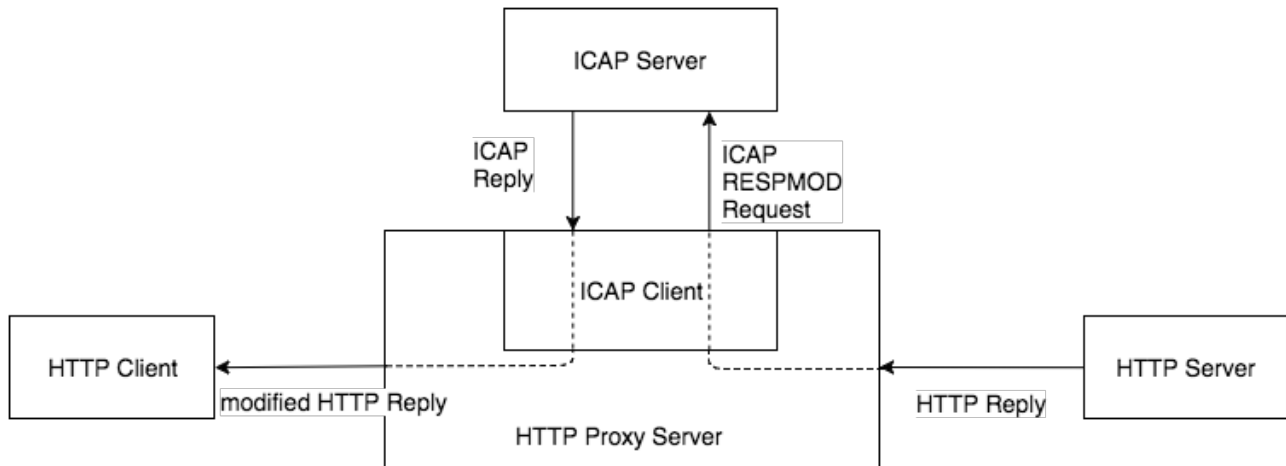 ICAP Server
ICAP
Reply
ICAP
RESPMOD
Request
ICAP Client
HTTP Client
HTTP Server
modified HTTP Reply
HTTP Reply
HTTP Proxy Server